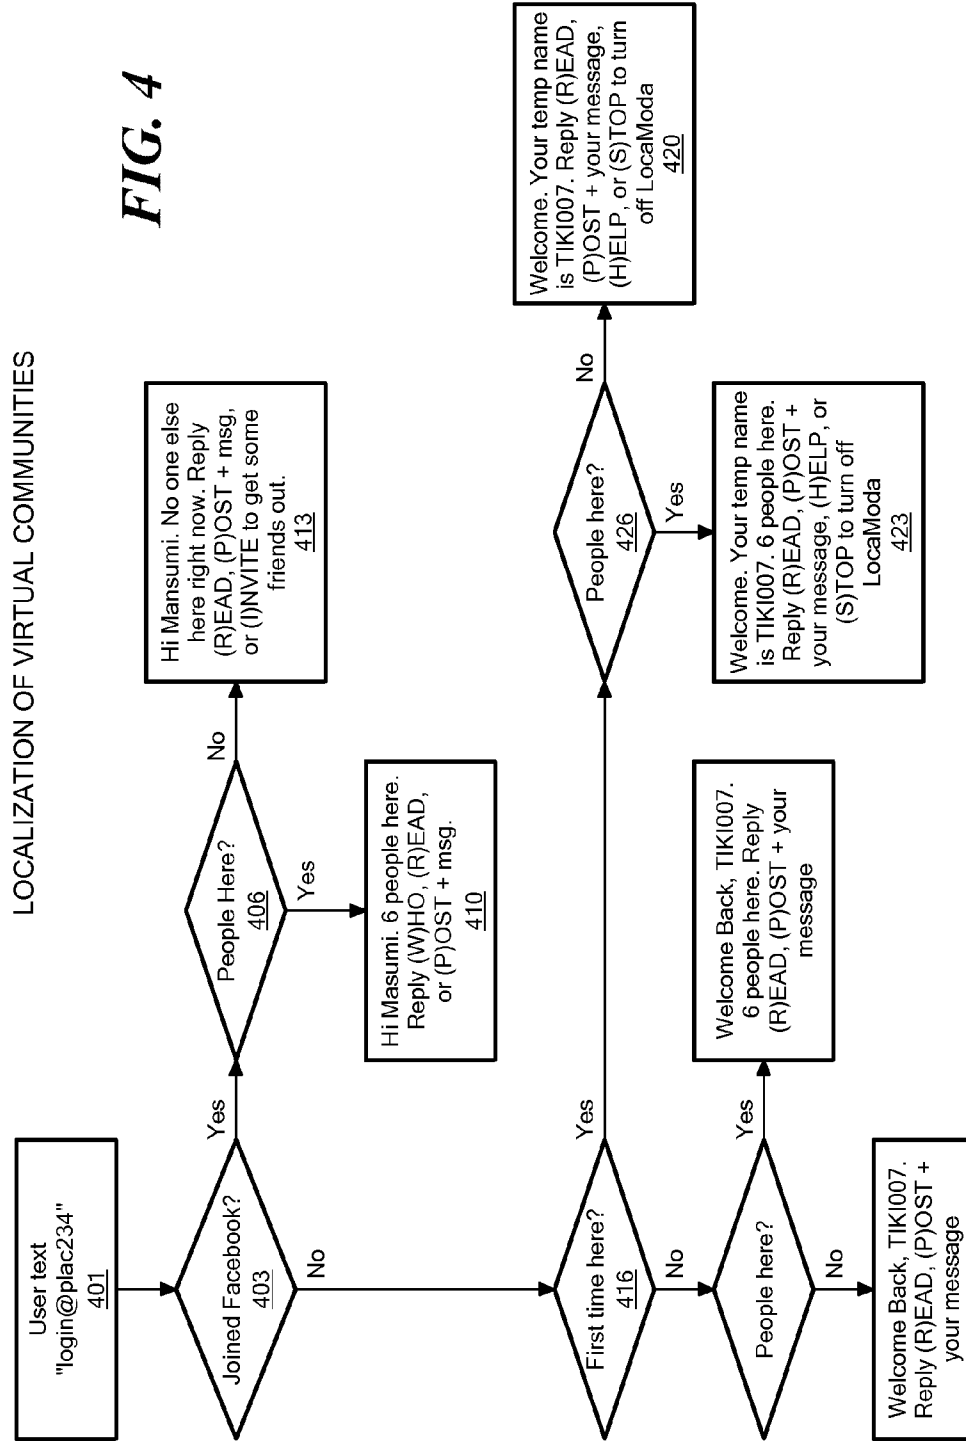 LOCALIZATION OF VIRTUAL COMMUNITIES
FIG. 4
User text
"login@plac234"
401
Joined Facebook?
403
Yes
No
People Here?
406
No
Yes
Hi Mansumi. No one else
here right now. Reply
(R)EAD, (P)OST + msg,
or (I)NVITE to get some
friends out.
413
Hi Masumi. 6 people here.
Reply (W)HO, (R)EAD,
or (P)OST + msg.
410
First time here?
416
Yes
No
People here?
426
No
Yes
Welcome. Your temp name
is TIKI007. Reply (R)EAD,
(P)OST + your message,
(H)ELP, or (S)TOP to turn
off LocaModa
420
Welcome. Your temp name
is TIKI007. 6 people here.
Reply (R)EAD, (P)OST +
your message, (H)ELP, or
(S)TOP to turn off
LocaModa
423
People here?
Yes
No
Welcome Back, TIKI007.
6 people here. Reply
(R)EAD, (P)OST + your
message
Welcome Back, TIKI007.
Reply (R)EAD, (P)OST +
your message